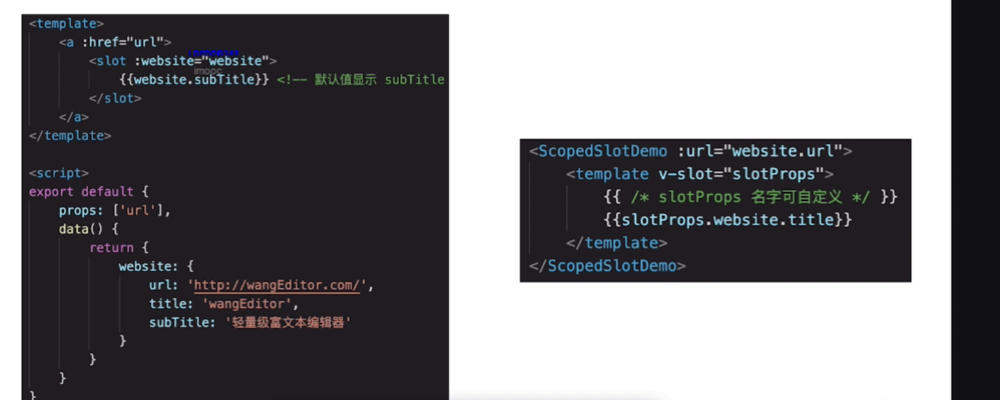 <template>
<a :href="url">
<slot :website="website">
{{website.subTitle}} <!-- 默认值显示 subTitle
</slot>
</a>
</template>
<script>
export default {
props: ['url'],
data() {
return {
website: {
url: 'http://wangEditor.com/',
title: 'wangEditor',
subTitle: '轻量级富文本编辑器'
}
}
}
}
<ScopedSlotDemo :url="website.url">
<template v-slot="slotProps">
{{ /* slotProps 名字可自定义 */ }}
{{slotProps.website.title}}
</template>
</ScopedSlotDemo>